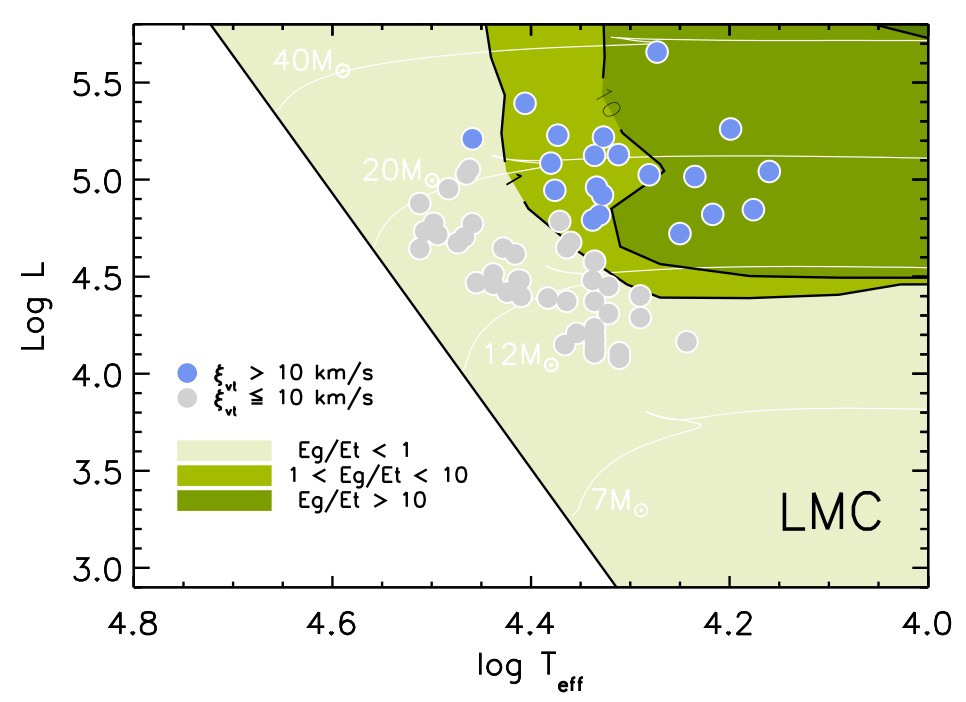 40M⊙
5.5
10
5.0
20M⊙
1
4.5
Log L
12M⊙
4.0
ξvt > 10 km/s
ξvt ≦ 10 km/s
3.5
Eg/Et < 1
1 < Eg/Et < 10
Eg/Et > 10
7M⊙
LMC
3.0
4.8 4.6 4.4 4.2 4.0
log Teff